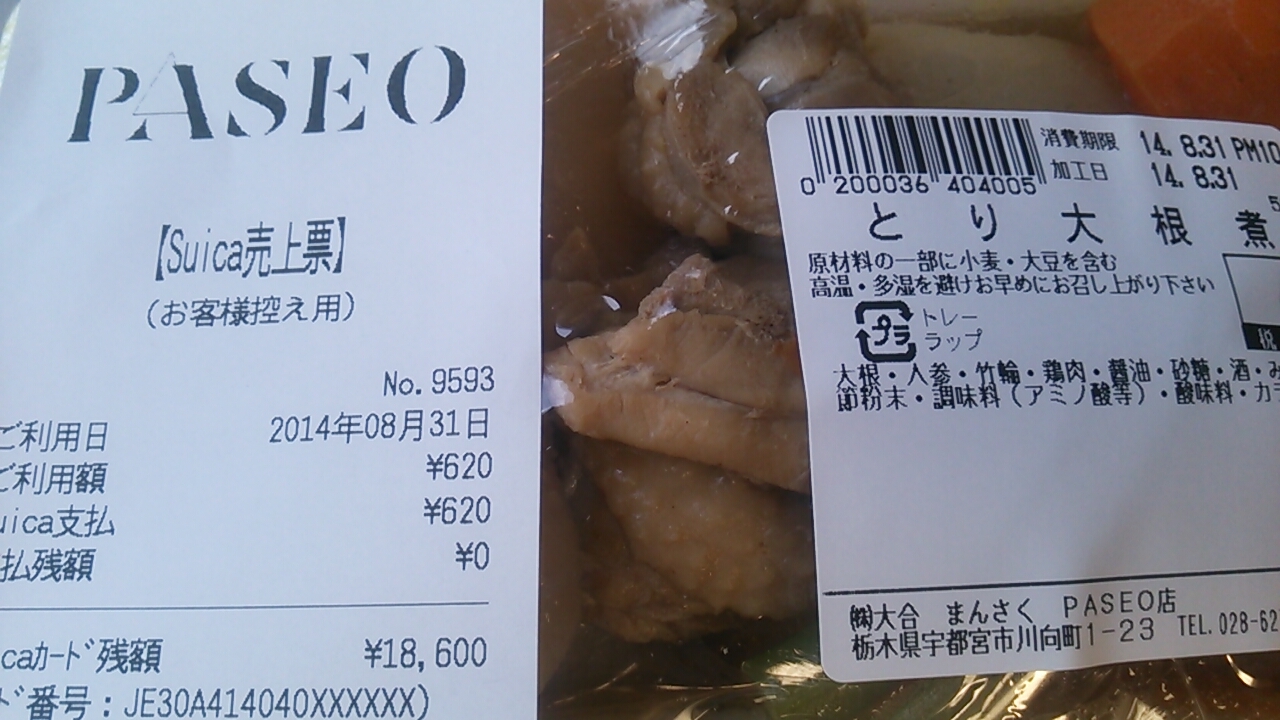 PASEO
【Suica売上票】
(お客様控え用)
No. 9593
ご利用日 2014年08月31日
ご利用額 ¥620
uica支払 ¥620
払残額 ¥0
caカード残額 ¥18,600
ド番号：JE30A414040XXXXXX)
0 200036 404005
消費期限 14. 8.31 PM10
加工日 14. 8.31
とり大根煮
原材料の一部に小麦・大豆を含む
高温・多湿を避けお早めにお召し上がり下さい
プラ トレー
ラップ
大根・人参・竹輪・鶏肉・醤油・砂糖・酒・み
節粉末・調味料（アミノ酸等）・酸味料・カラ
㈱大合 まんさく PASEO店
栃木県宇都宮市川向町1-23 TEL. 028-62